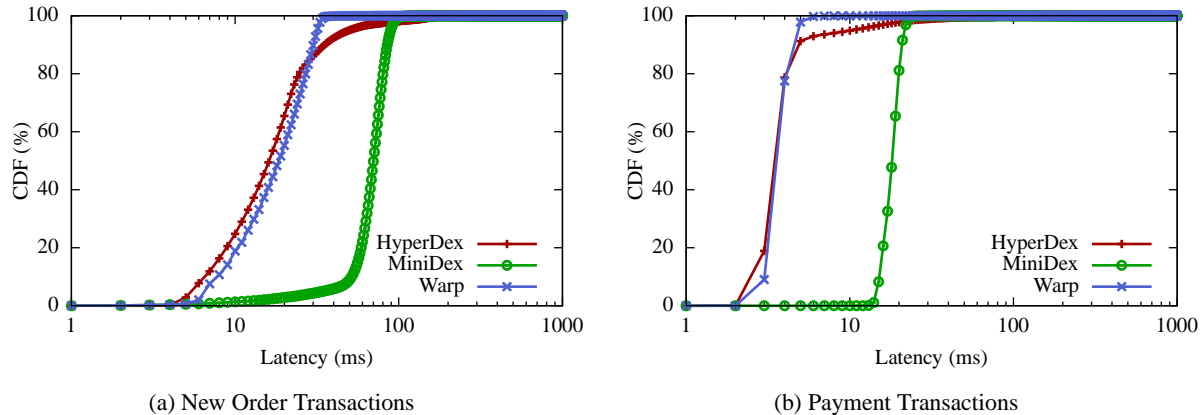 100
80
60
40
20
0
CDF (%)
HyperDex
MiniDex
Warp
1 10 100 1000
Latency (ms)
(a) New Order Transactions
100
80
60
40
20
0
CDF (%)
HyperDex
MiniDex
Warp
1 10 100 1000
Latency (ms)
(b) Payment Transactions